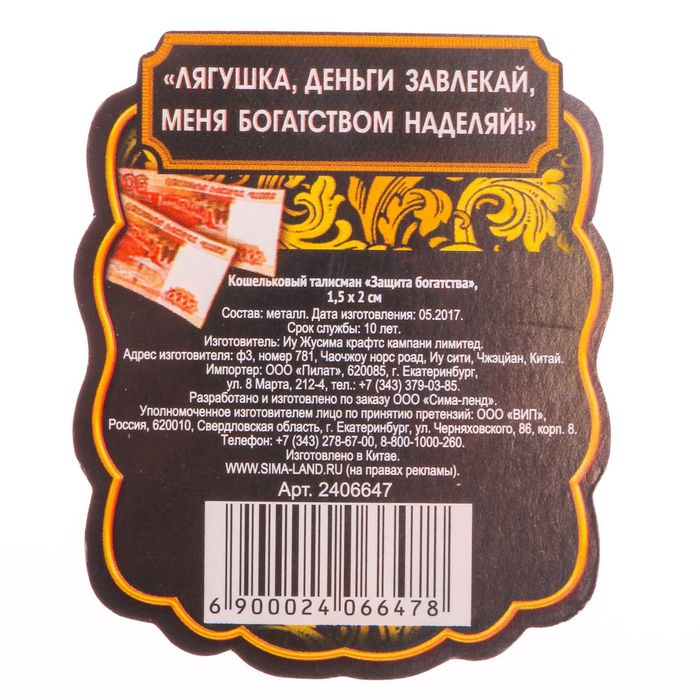 «ЛЯГУШКА, ДЕНЬГИ ЗАВЛЕКАЙ,
МЕНЯ БОГАТСТВОМ НАДЕЛЯЙ!»
Кошельковый талисман «Защита богатства»,
1,5 х 2 см
Состав: металл. Дата изготовления: 05.2017.
Срок службы: 10 лет.
Изготовитель: Иу Жусима крафтс кампани лимитед.
Адрес изготовителя: ф3, номер 781, Чаочжоу норс роад, Иу сити, Чжэцйан, Китай.
Импортер: ООО «Пилат», 620085, г. Екатеринбург,
ул. 8 Марта, 212-4, тел.: +7 (343) 379-03-85.
Разработано и изготовлено по заказу ООО «Сима-ленд».
Уполномоченное изготовителем лицо по принятию претензий: ООО «ВИП»,
Россия, 620010, Свердловская область, г. Екатеринбург, ул. Черняховского, 86, корп. 8.
Телефон: +7 (343) 278-67-00, 8-800-1000-260.
Изготовлено в Китае.
WWW.SIMA-LAND.RU (на правах рекламы).
Арт. 2406647
6 900024 066478